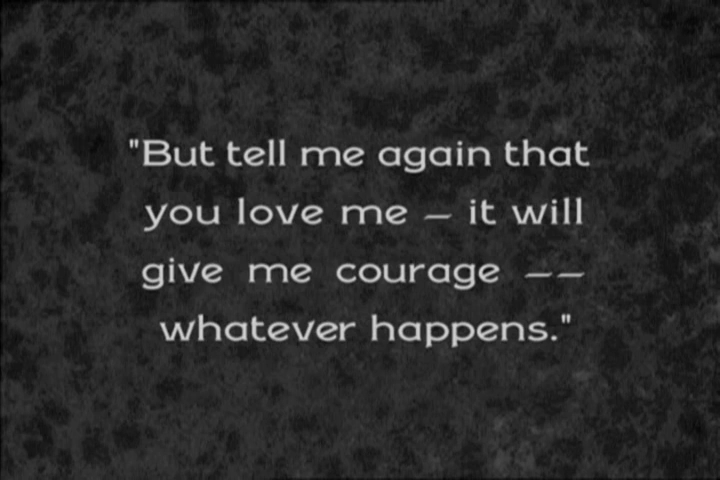 "But tell me again that
you love me — it will
give me courage ——
whatever happens."